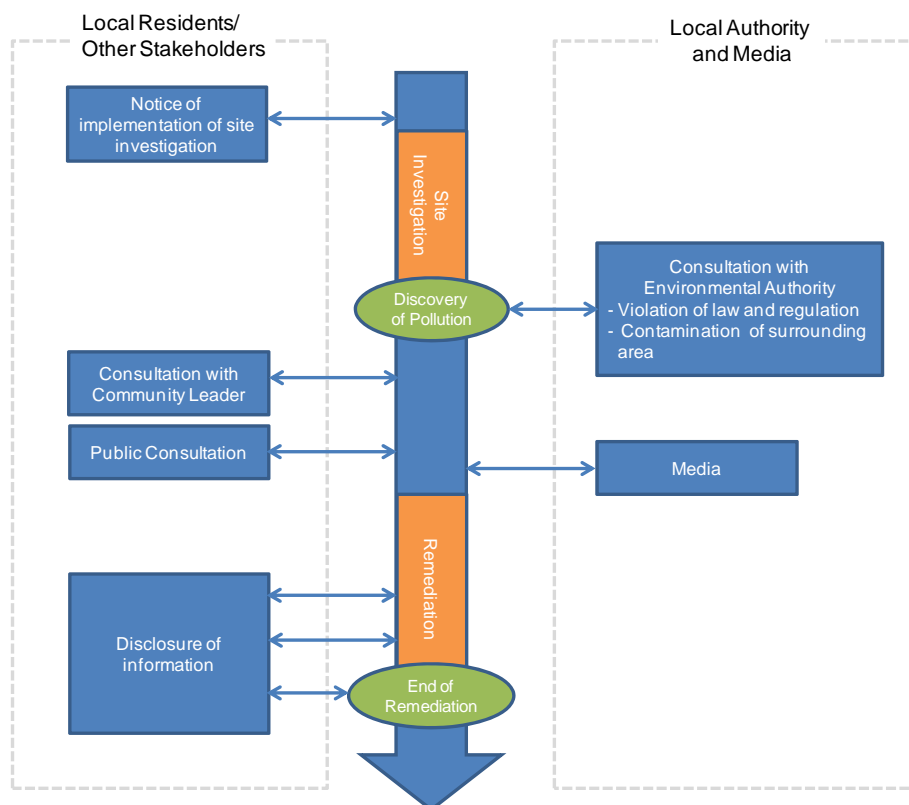 Local Residents/
Other Stakeholders
Local Authority
and Media
Notice of
implementation of site
investigation
Site
Investigation
Consultation with
Environmental Authority
- Violation of law and regulation
- Contamination of surrounding
area
Discovery
of Pollution
Consultation with
Community Leader
Public Consultation
Media
Remediation
Disclosure of
information
End of
Remediation